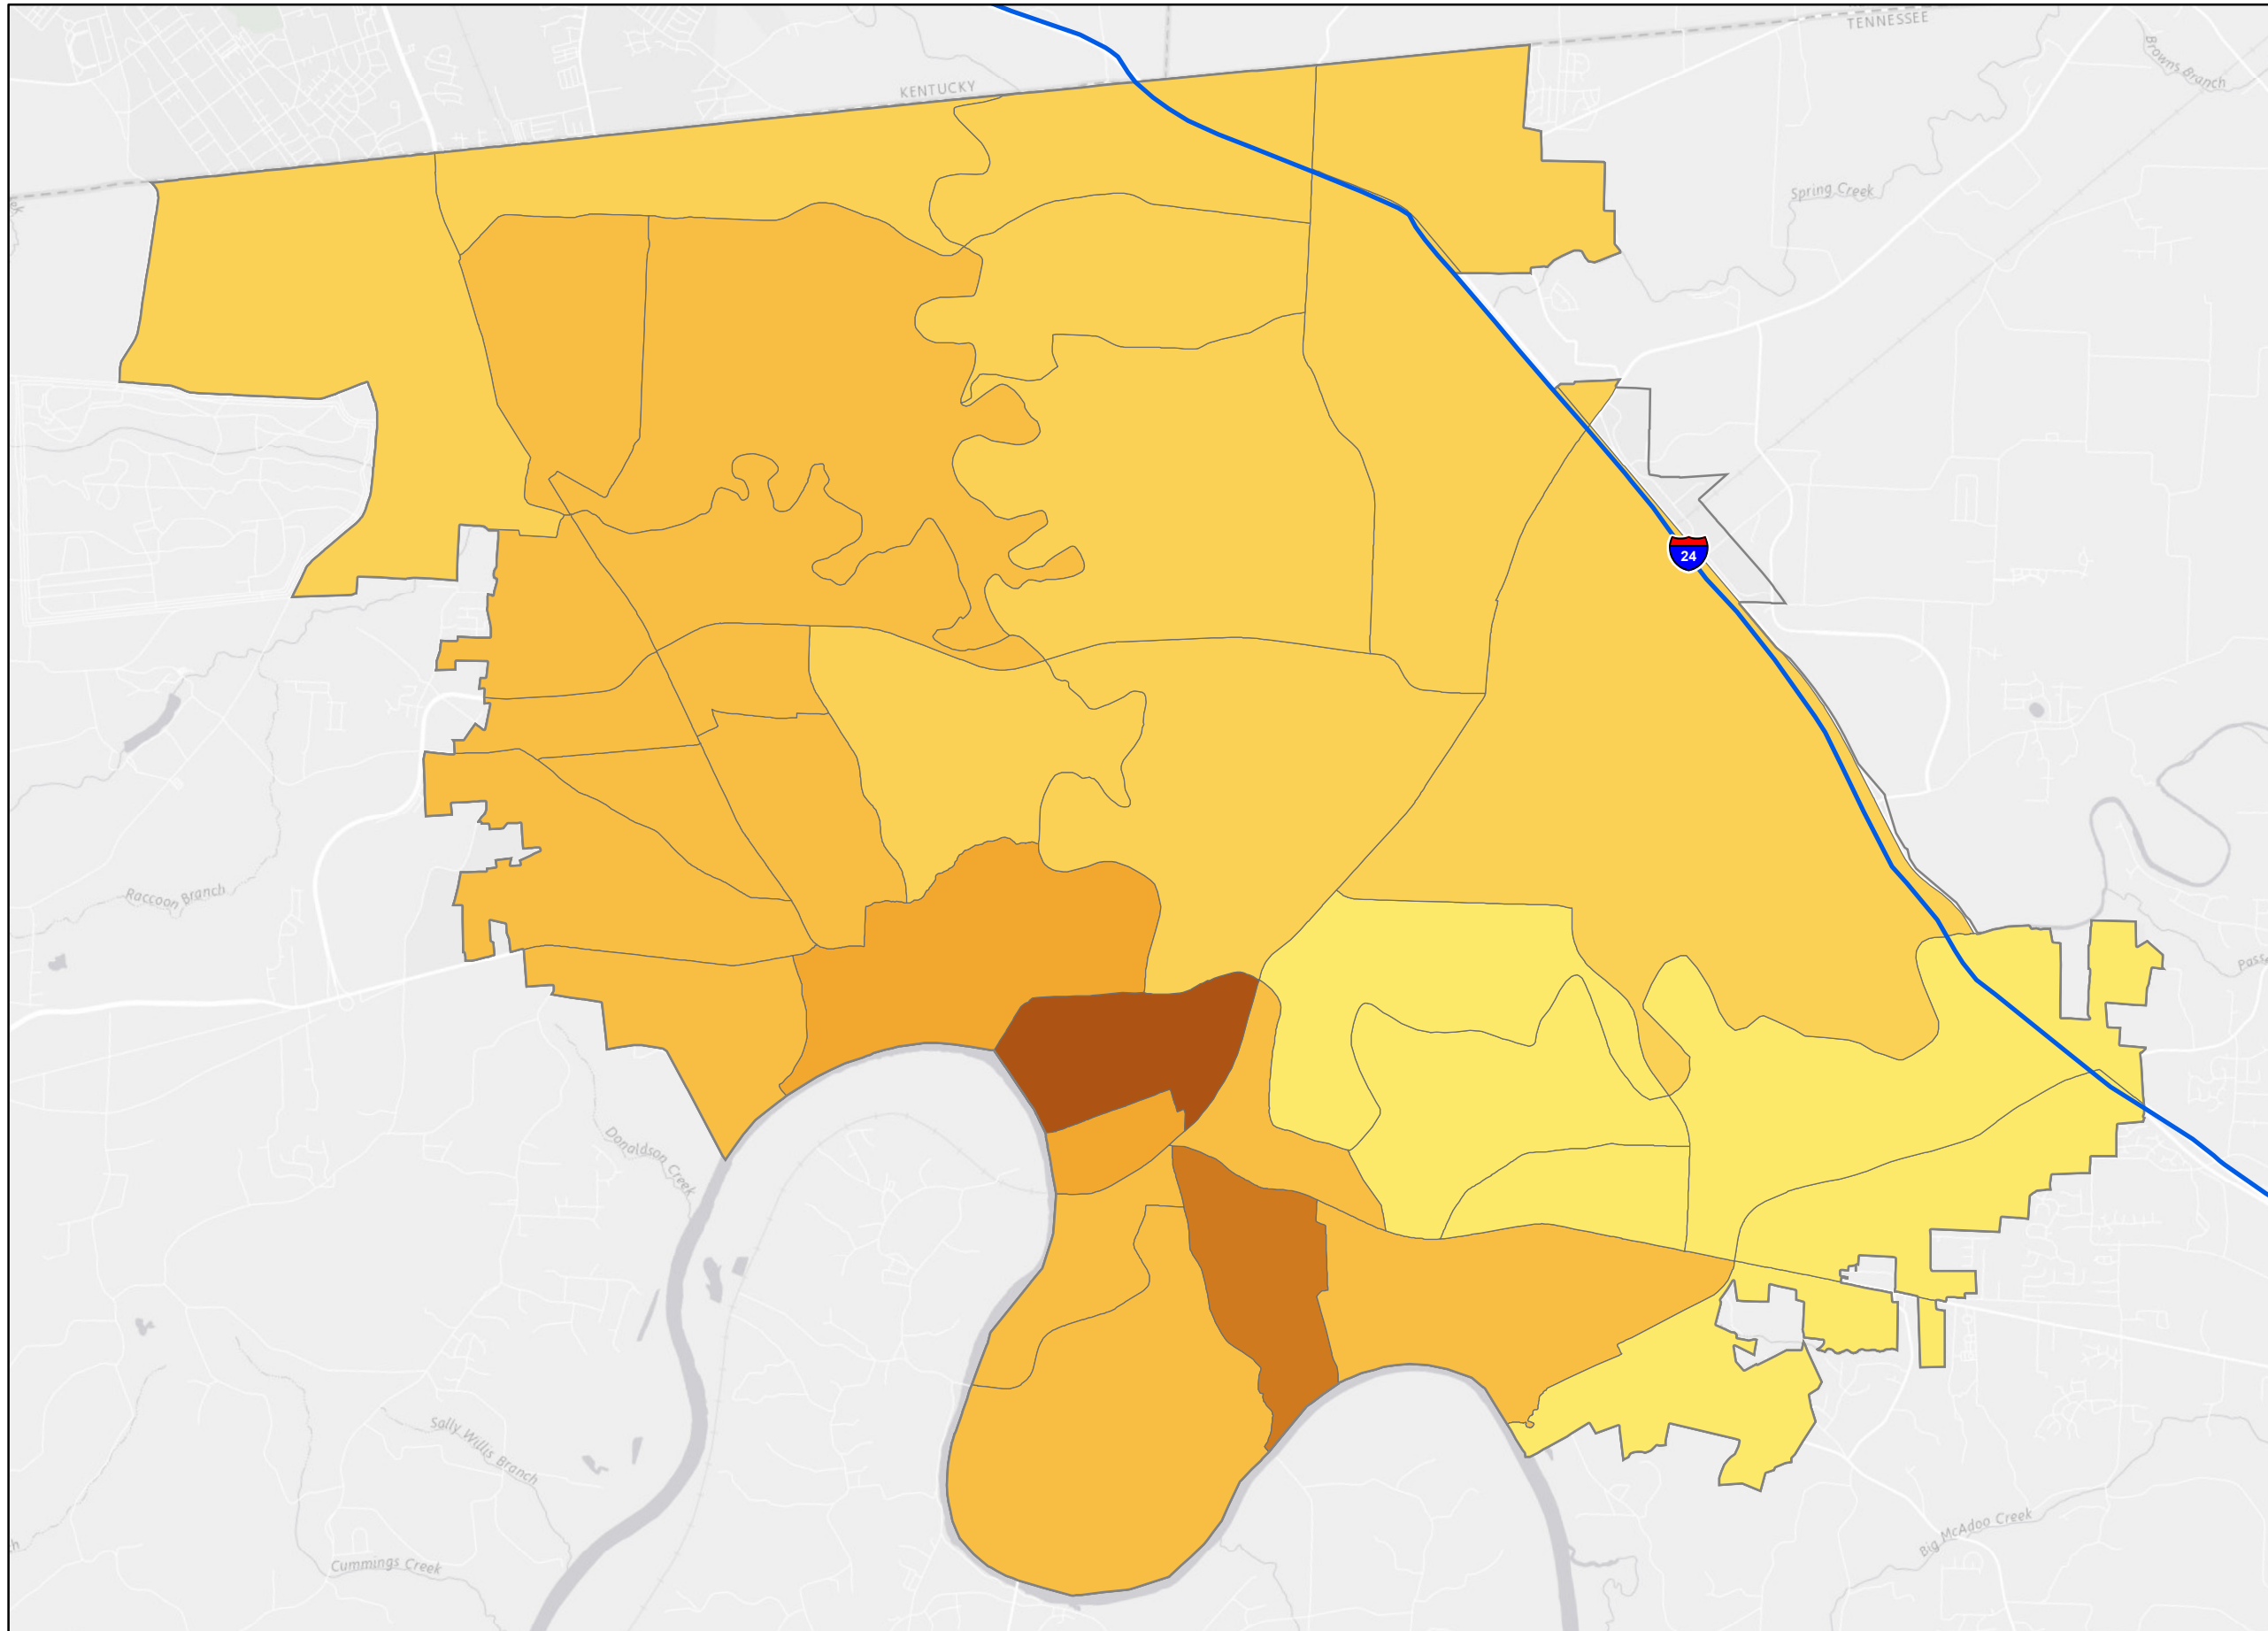 TENNESSEE
Browns Branch
KENTUCKY
Spring Creek
24
Raccoon Branch
Donaldson Creek
Sally Willis Branch
Big McAdoo Creek
Cummings Creek